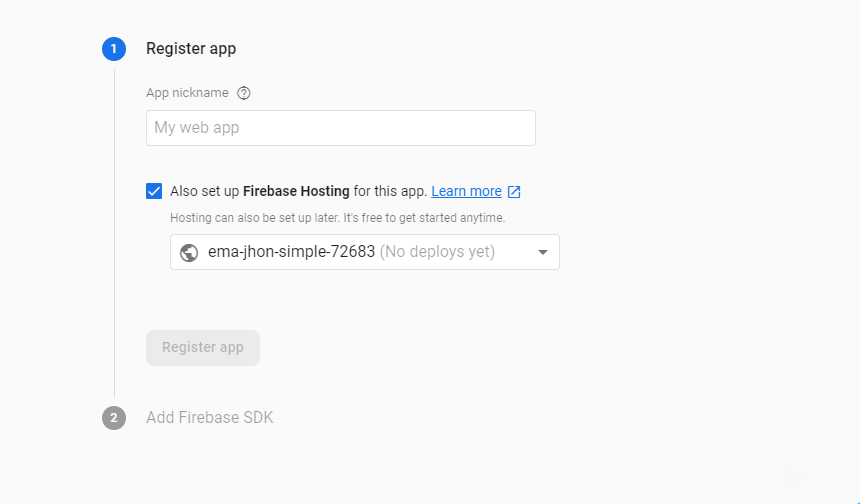 1 Register app
App nickname ?
My web app
Also set up Firebase Hosting for this app. Learn more
Hosting can also be set up later. It's free to get started anytime.
ema-jhon-simple-72683 (No deploys yet)
Register app
2 Add Firebase SDK